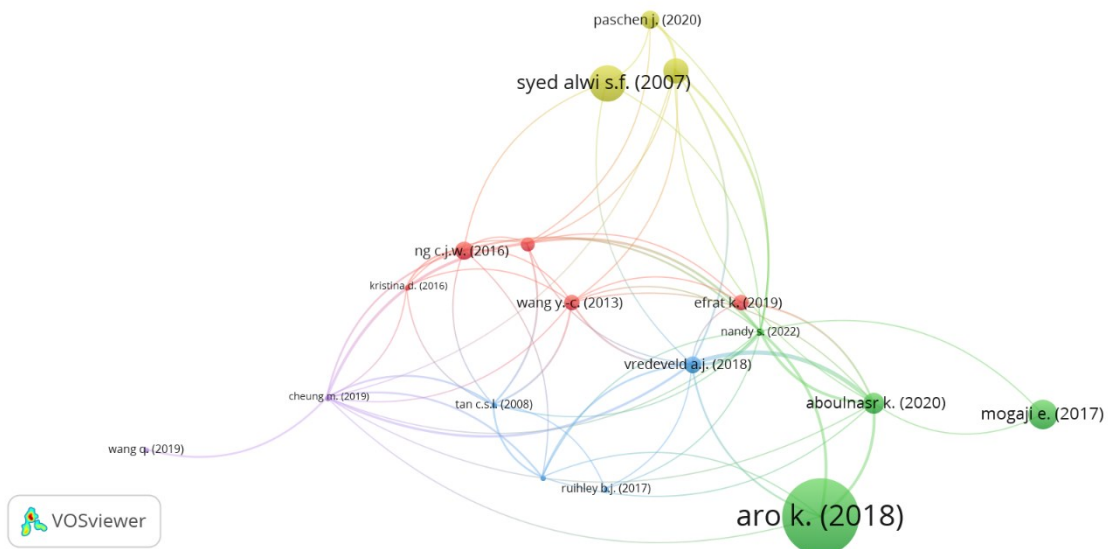 paschen j. (2020)
syed alwi s.f. (2007)
ng c.j.w. (2016)
kristina d. (2016)
wang y.-c. (2013)
efrat k. (2019)
nandy s. (2022)
vredeveld a.j. (2018)
cheung m. (2019)
tan c.s.l. (2008)
aboulnasr k. (2020)
mogaji e. (2017)
wang q. (2019)
ruihley b.j. (2017)
aro k. (2018)
VOSviewer